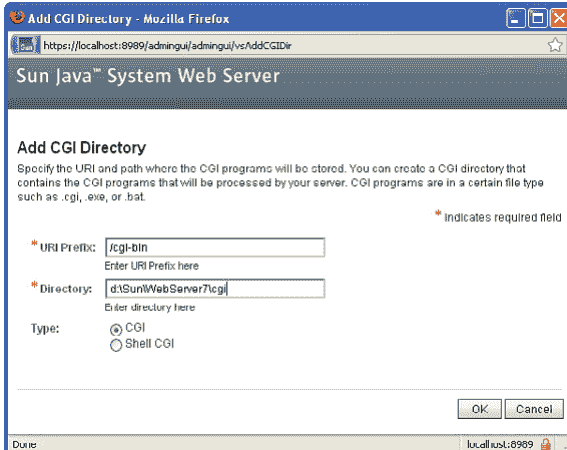 Add CGI Directory - Mozilla Firefox
Sun
https://localhost:8989/admingui/admingui/vsAddCGIDir
Sun Java™ System Web Server
Add CGI Directory
Specify the URI and path where the CGI programs will be stored. You can create a CGI directory that
contains the CGI programs that will be processed by your server. CGI programs are in a certain file type
such as .cgi, .exe, or .bat.
* Indicates required field
* URI Prefix: /cgi-bin
Enter URI Prefix here
* Directory: d:\Sun\WebServer7\cgi
Enter directory here
Type: CGI
Shell CGI
OK Cancel
Done localhost:8989